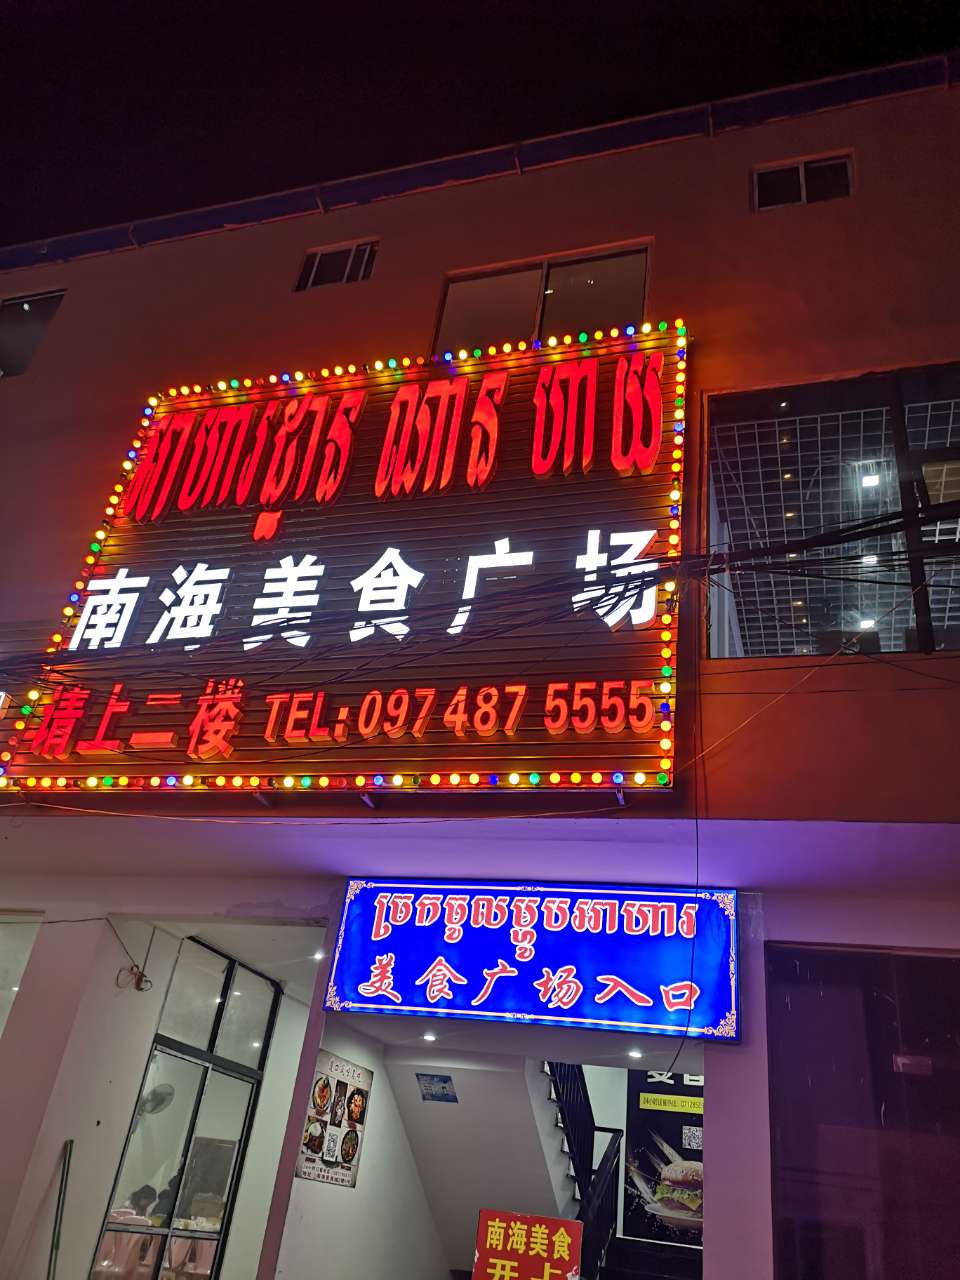 អាហារដ្ឋាន ណាន ហាយ
南海美食广场
请上二楼 TEL:097 487 5555
ច្រកចូលម្ហូបអាហារ
美食广场入口
南海美食